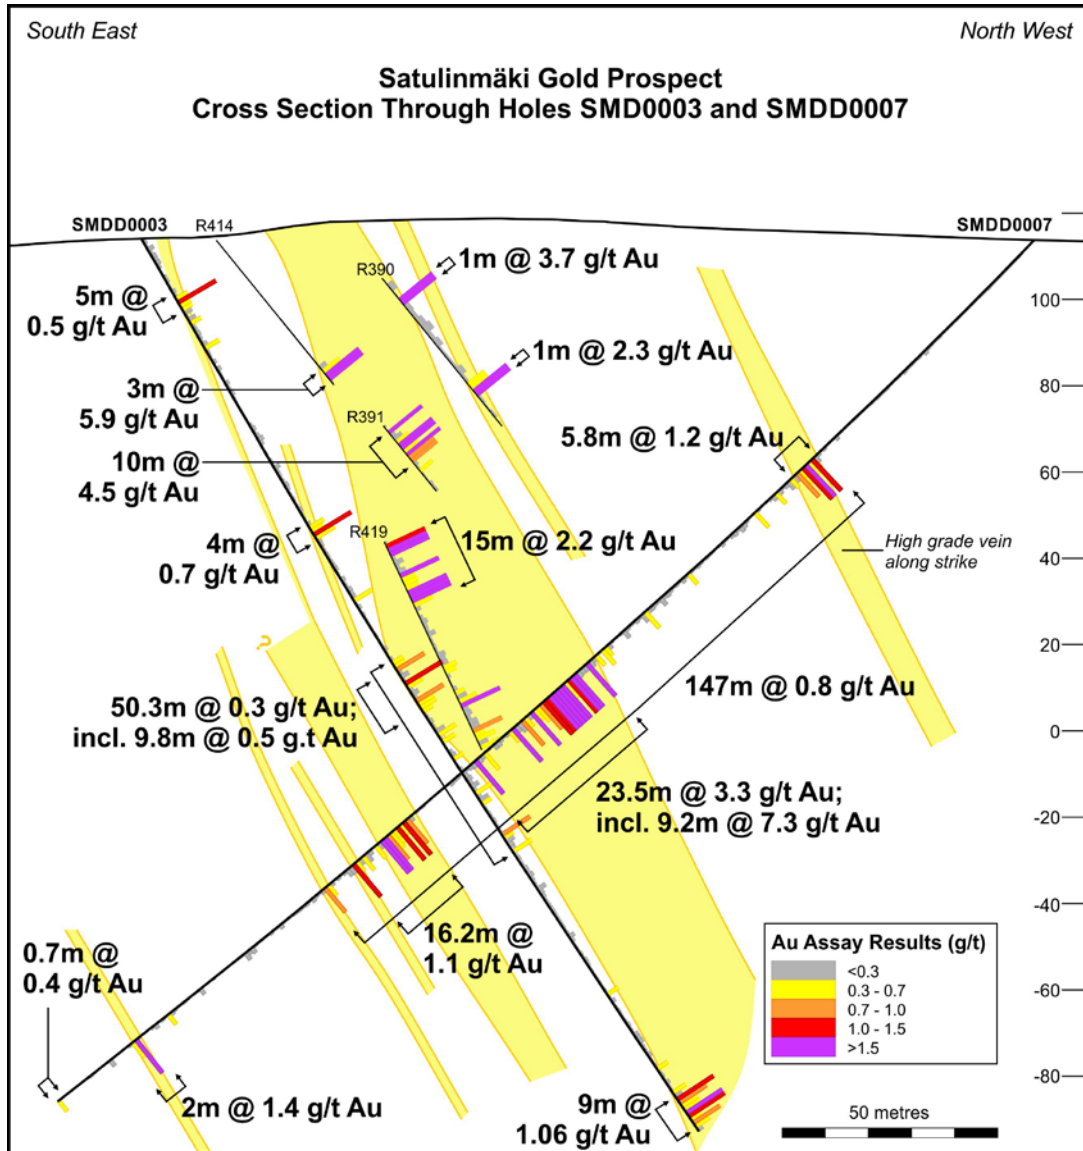 South East
North West
Satulinmäki Gold Prospect
Cross Section Through Holes SMD0003 and SMDD0007
SMDD0003
R414
SMDD0007
R390
1m @ 3.7 g/t Au
5m @
0.5 g/t Au
100
1m @ 2.3 g/t Au
3m @
5.9 g/t Au
80
R391
5.8m @ 1.2 g/t Au
10m @
4.5 g/t Au
60
4m @
0.7 g/t Au
R419
15m @ 2.2 g/t Au
High grade vein
along strike
40
?
20
147m @ 0.8 g/t Au
50.3m @ 0.3 g/t Au;
incl. 9.8m @ 0.5 g.t Au
0
23.5m @ 3.3 g/t Au;
incl. 9.2m @ 7.3 g/t Au
-20
-40
16.2m @
1.1 g/t Au
0.7m @
0.4 g/t Au
Au Assay Results (g/t)
<0.3
0.3 - 0.7
0.7 - 1.0
1.0 - 1.5
>1.5
-60
-80
2m @ 1.4 g/t Au
9m @
1.06 g/t Au
50 metres